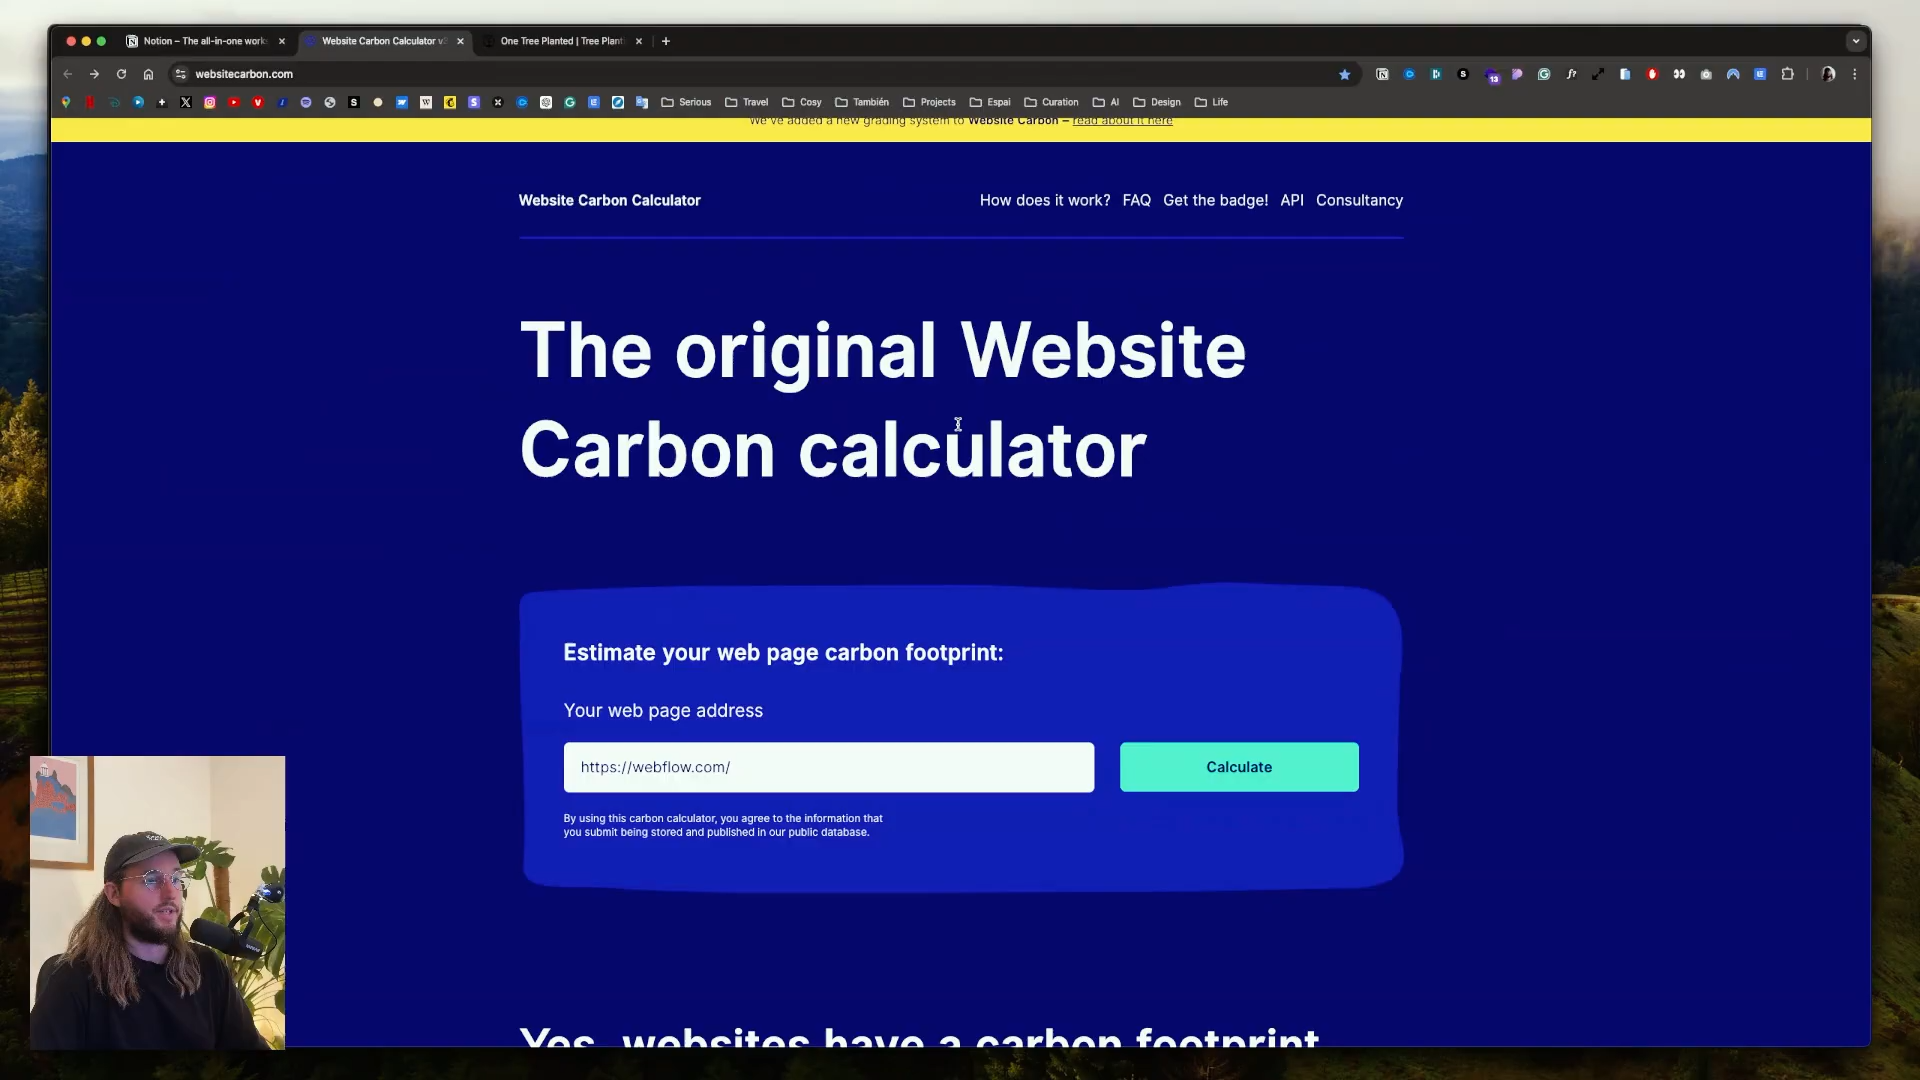 Notion – The all-in-one work
Website Carbon Calculator v
One Tree Planted | Tree Plant
websitecarbon.com
Serious
Travel
Cosy
También
Projects
Espai
Curation
AI
Design
Life
We've added a new grading system to Website Carbon – read about it here
Website Carbon Calculator
How does it work? FAQ Get the badge! API Consultancy
The original Website
Carbon calculator
Estimate your web page carbon footprint:
Your web page address
https://webflow.com/
Calculate
By using this carbon calculator, you agree to the information that
you submit being stored and published in our public database.
Yes, websites have a carbon footprint